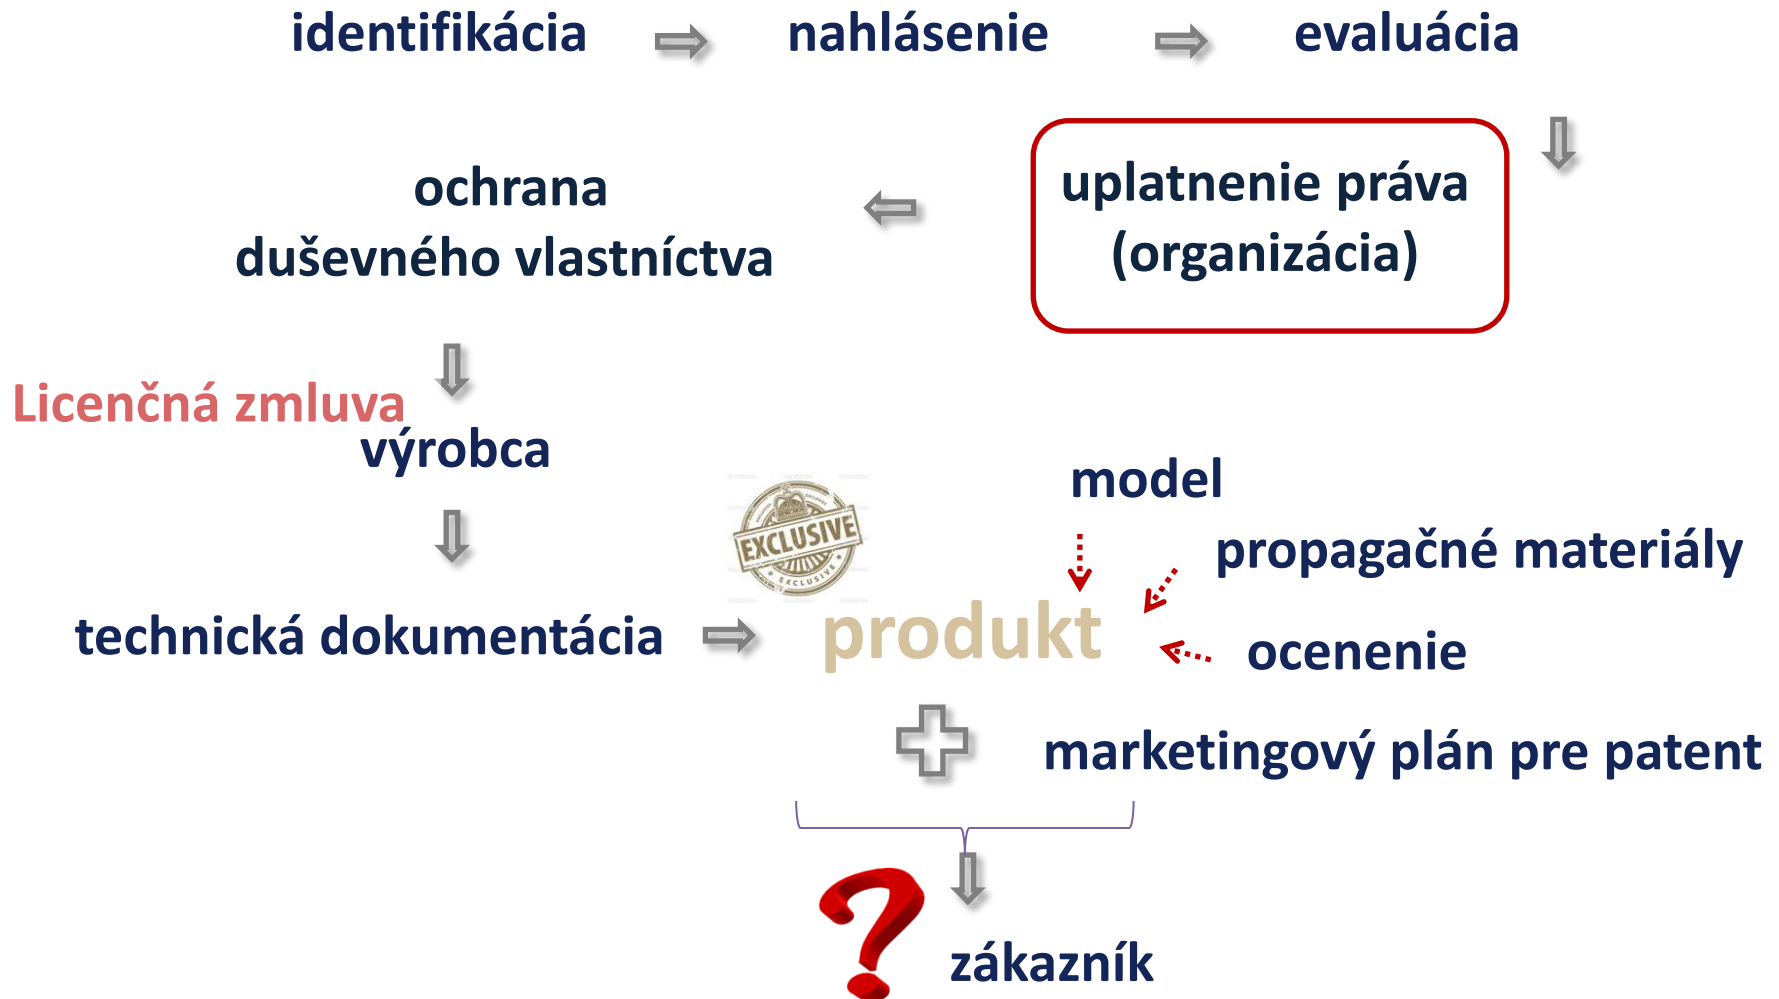 identifikácia
nahlásenie
evaluácia
uplatnenie práva
(organizácia)
ochrana
duševného vlastníctva
Licenčná zmluva
výrobca
technická dokumentácia
EXCLUSIVE
EXCLUSIVE
produkt
model
propagačné materiály
ocenenie
marketingový plán pre patent
zákazník